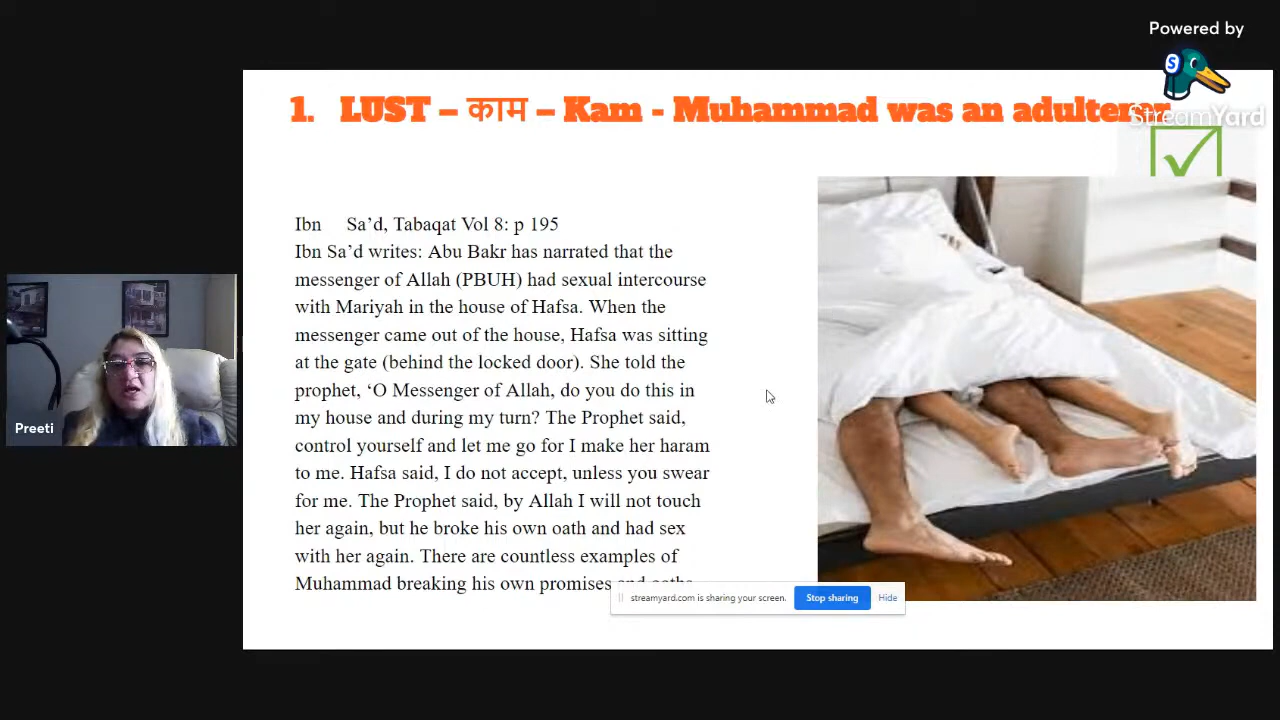 Powered by
StreamYard
1. LUST – काम – Kam - Muhammad was an adulterer
Ibn Sa’d, Tabaqat Vol 8: p 195
Ibn Sa’d writes: Abu Bakr has narrated that the
messenger of Allah (PBUH) had sexual intercourse
with Mariyah in the house of Hafsa. When the
messenger came out of the house, Hafsa was sitting
at the gate (behind the locked door). She told the
prophet, ‘O Messenger of Allah, do you do this in
my house and during my turn? The Prophet said,
control yourself and let me go for I make her haram
to me. Hafsa said, I do not accept, unless you swear
for me. The Prophet said, by Allah I will not touch
her again, but he broke his own oath and had sex
with her again. There are countless examples of
Muhammad breaking his own promises and oaths
streamyard.com is sharing your screen. Stop sharing Hide
Preeti